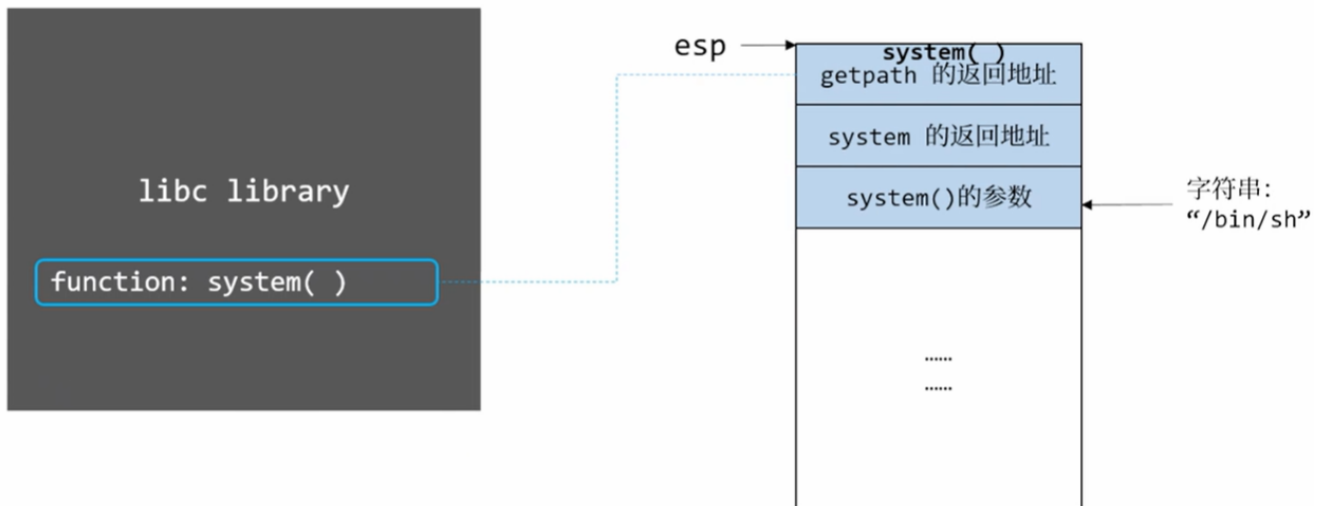 libc library
function: system( )
esp
system( )
getpath 的返回地址
system 的返回地址
system()的参数
字符串:
“/bin/sh”
……
……